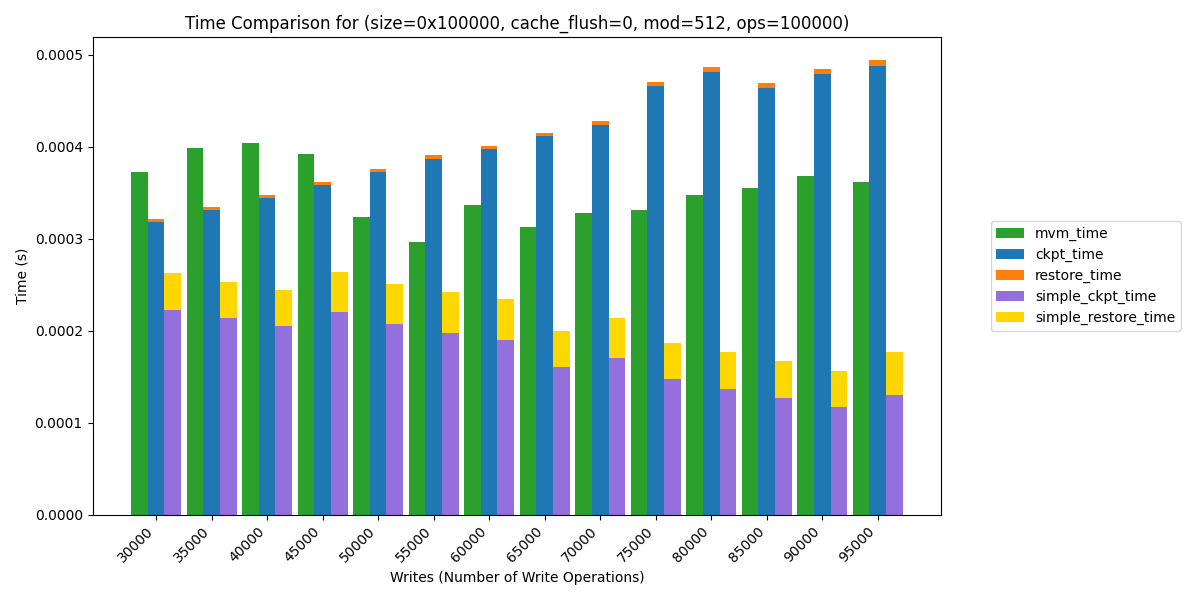 Time Comparison for (size=0x100000, cache_flush=0, mod=512, ops=100000)
0.0005
0.0004
0.0003
0.0002
0.0001
0.0000
Time (s)
30000
35000
40000
45000
50000
55000
60000
65000
70000
75000
80000
85000
90000
95000
Writes (Number of Write Operations)
mvm_time
ckpt_time
restore_time
simple_ckpt_time
simple_restore_time